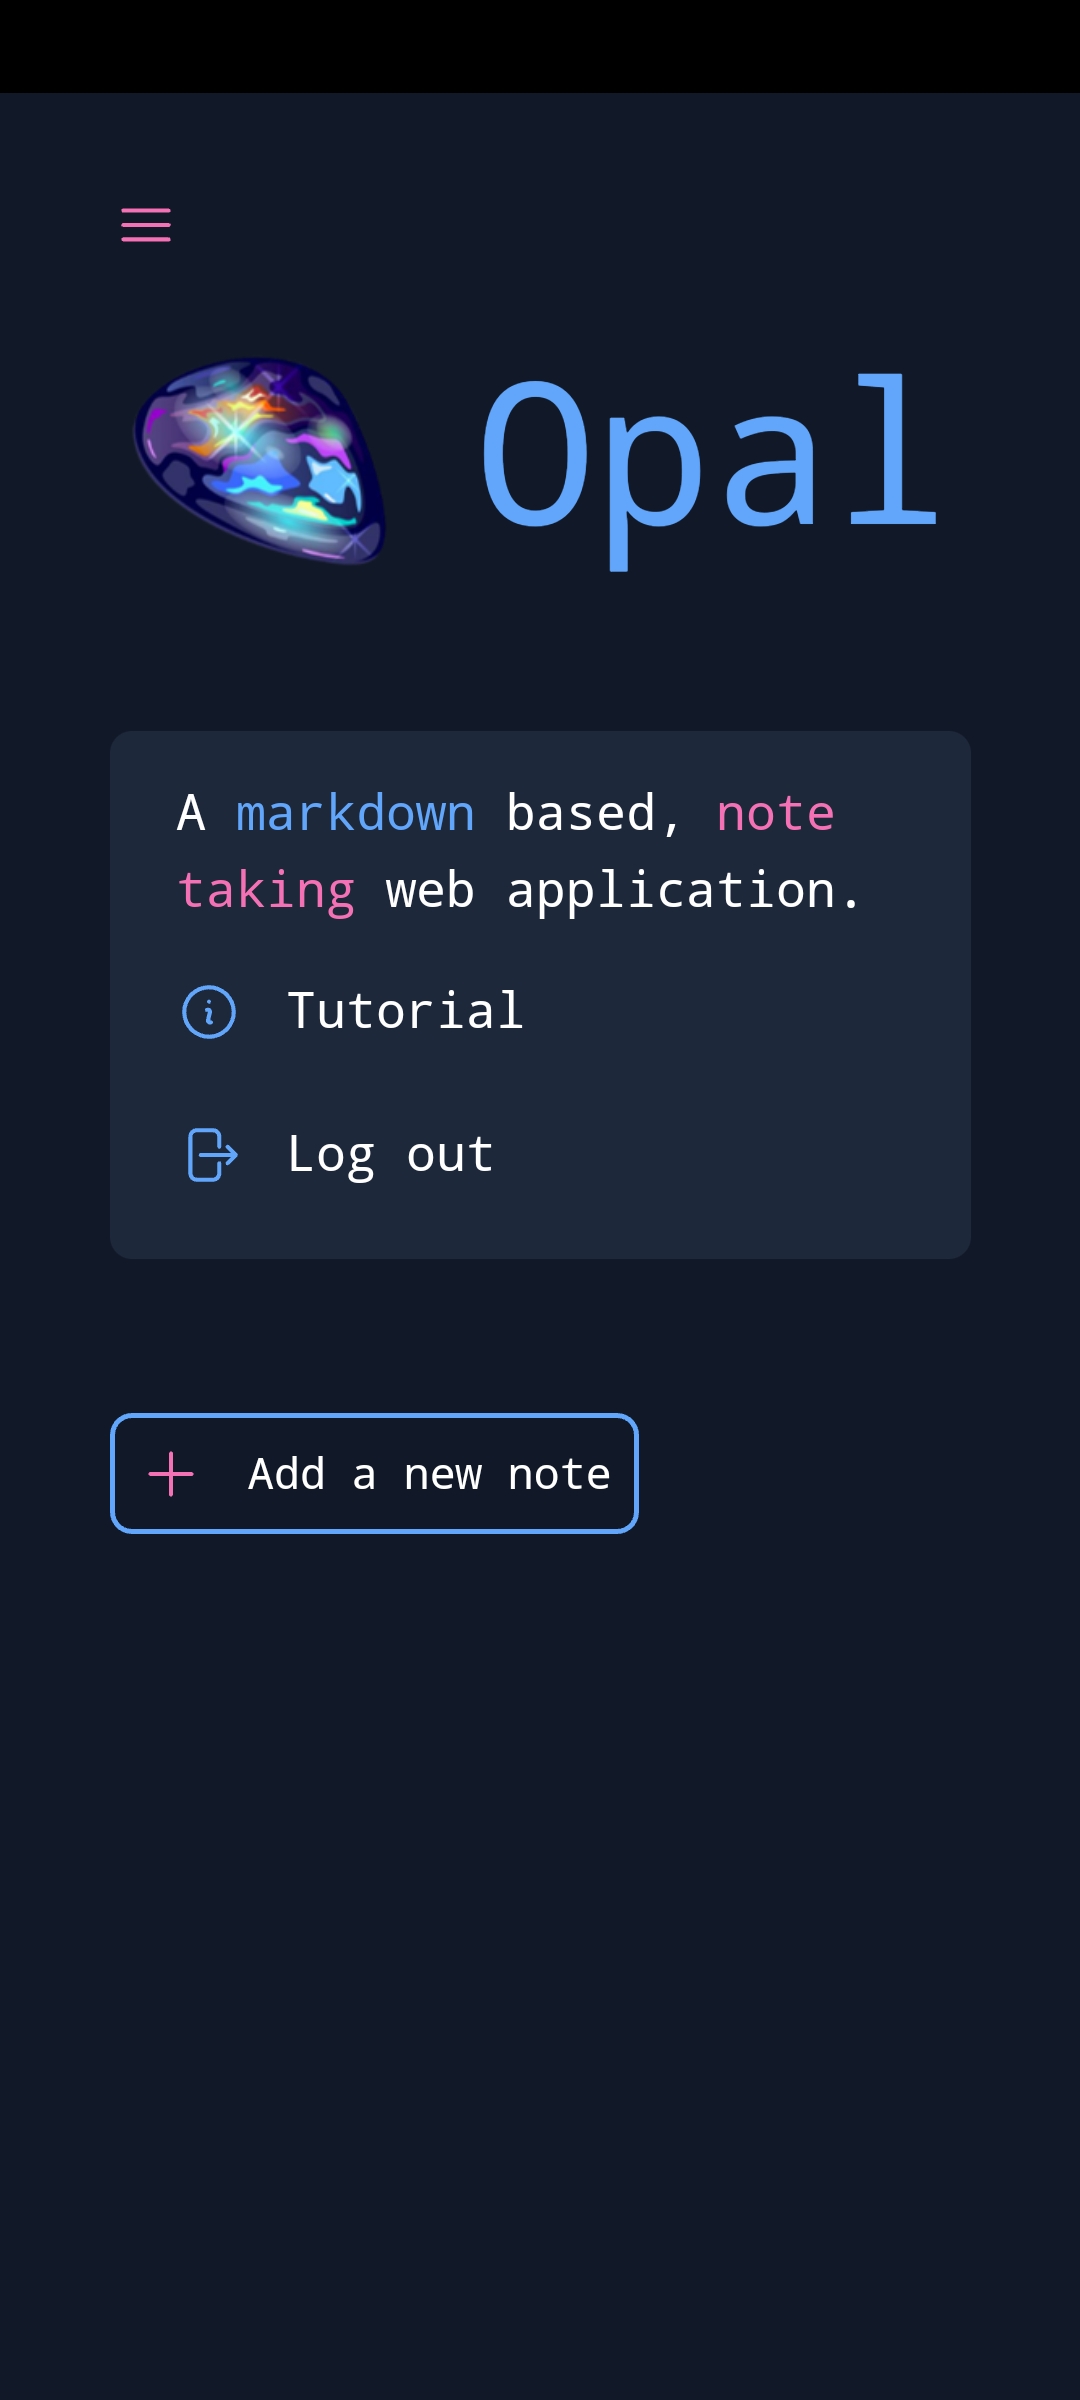 Opal
A markdown based, note
taking web application.
Tutorial
Log out
Add a new note